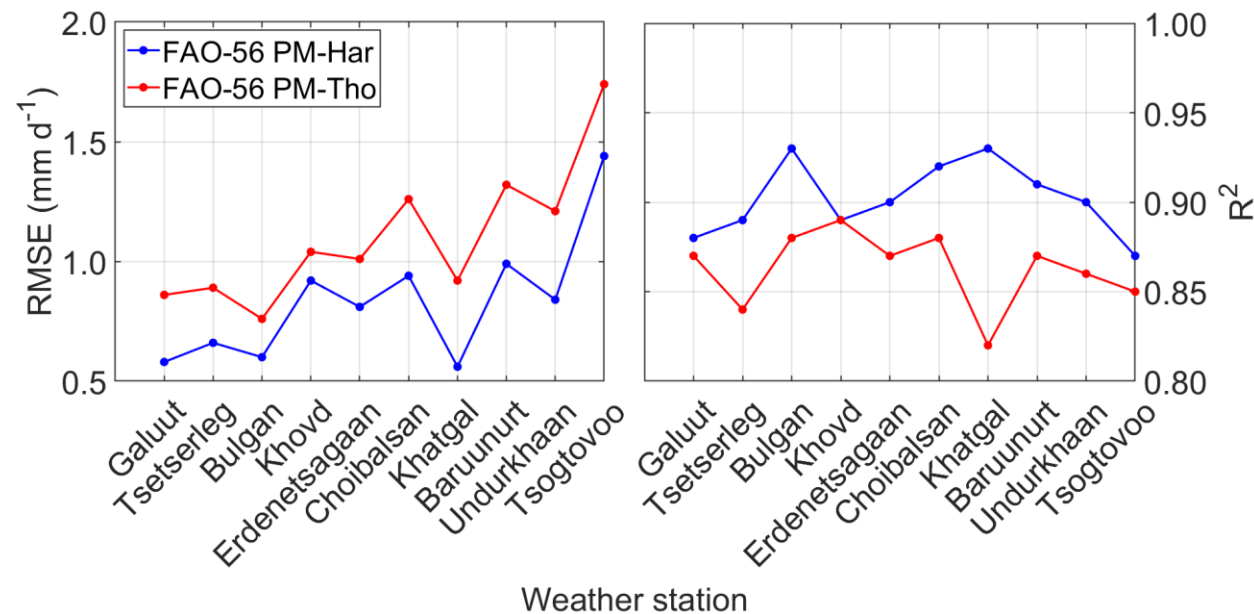 2.0
1.5
1.0
0.5
RMSE (mm d⁻¹)
FAO-56 PM-Har
FAO-56 PM-Tho
Galuut
Tsetserleg
Bulgan
Khovd
Erdenetsagaan
Choibalsan
Khatgal
Baruunurt
Undurkhaan
Tsogtovoo
1.00
0.95
0.90
0.85
0.80
R²
Galuut
Tsetserleg
Bulgan
Khovd
Erdenetsagaan
Choibalsan
Khatgal
Baruunurt
Undurkhaan
Tsogtovoo
Weather station